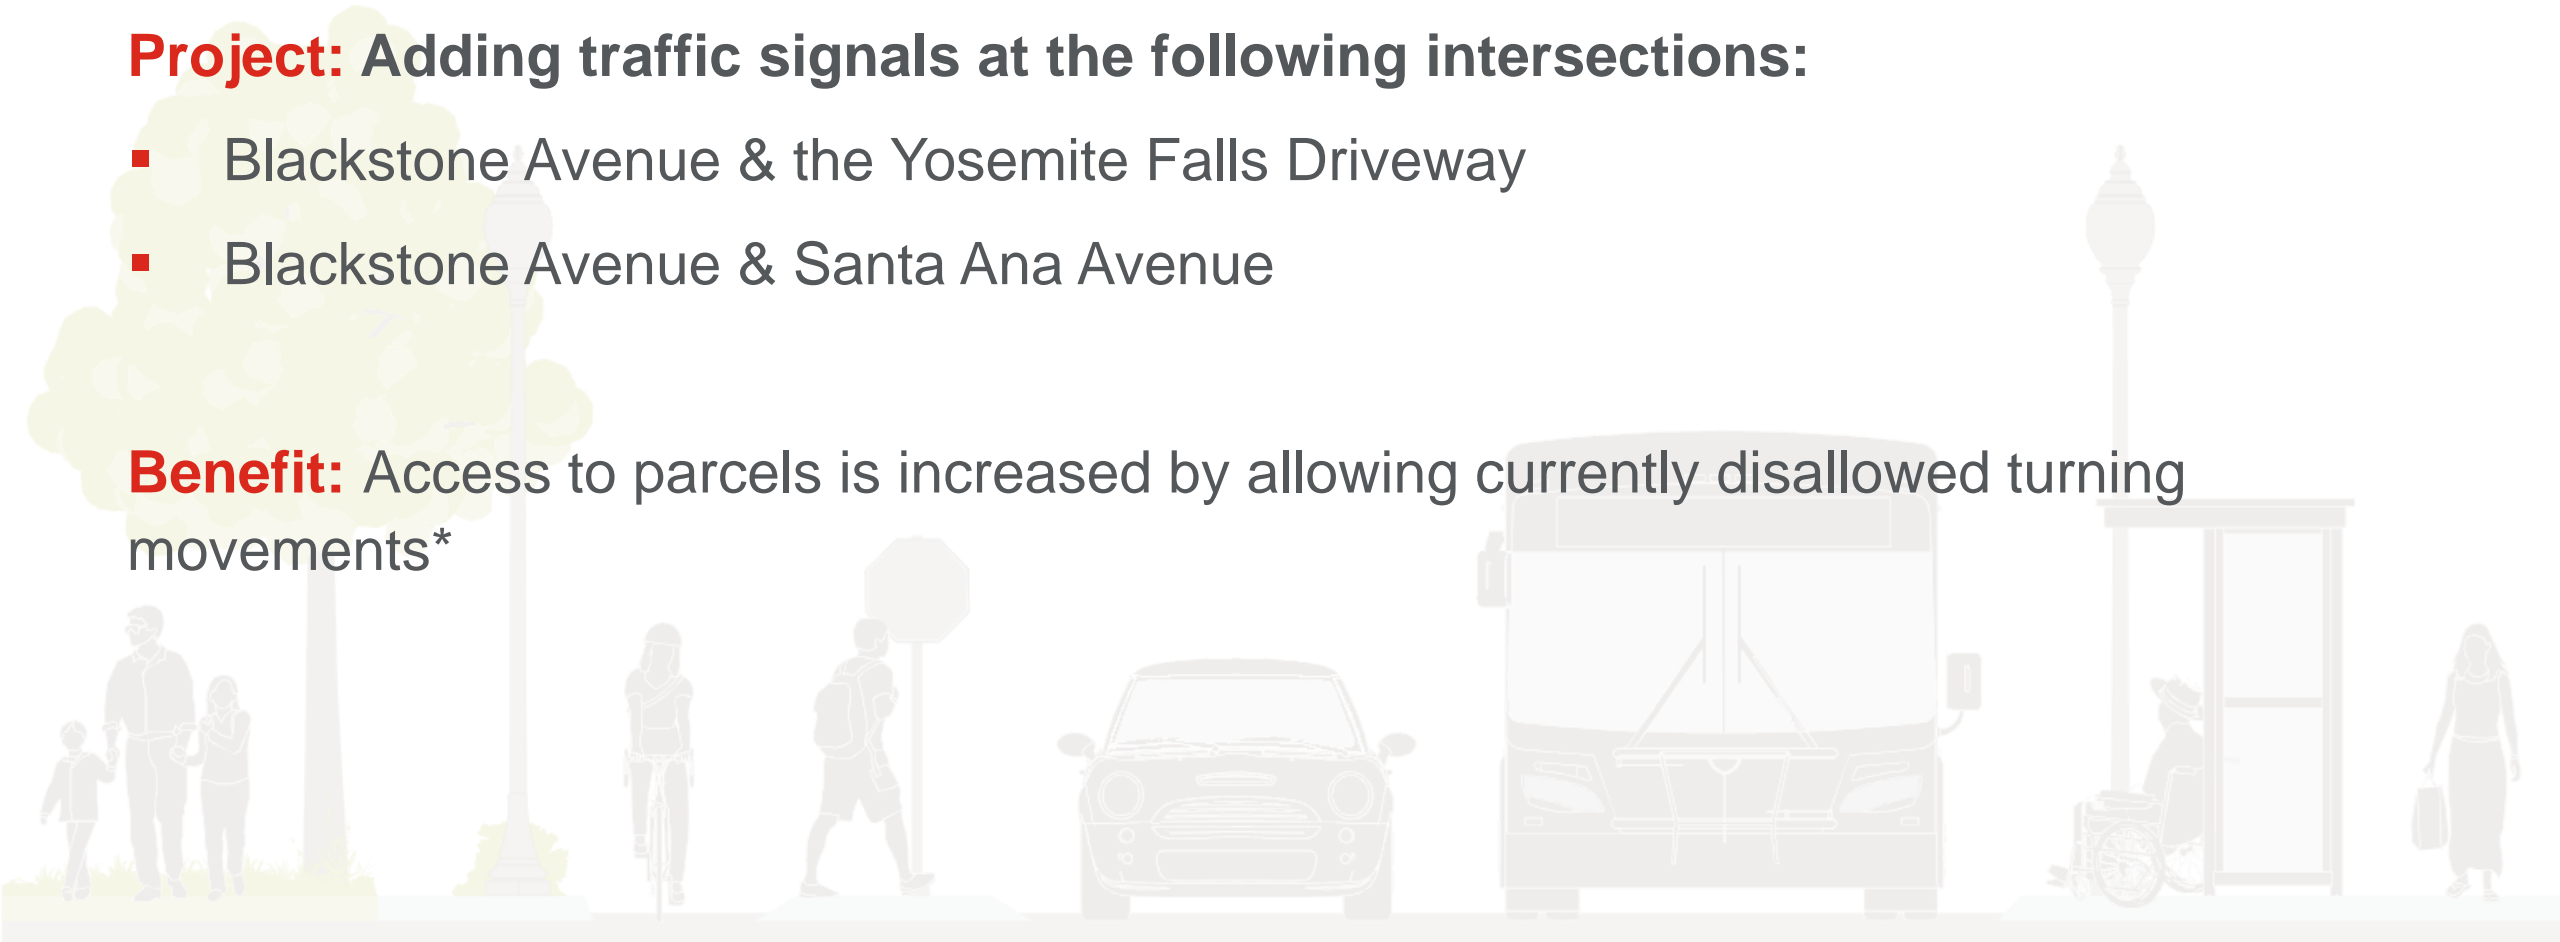 Project: Adding traffic signals at the following intersections:
▪ Blackstone Avenue & the Yosemite Falls Driveway
▪ Blackstone Avenue & Santa Ana Avenue
Benefit: Access to parcels is increased by allowing currently disallowed turning
movements*